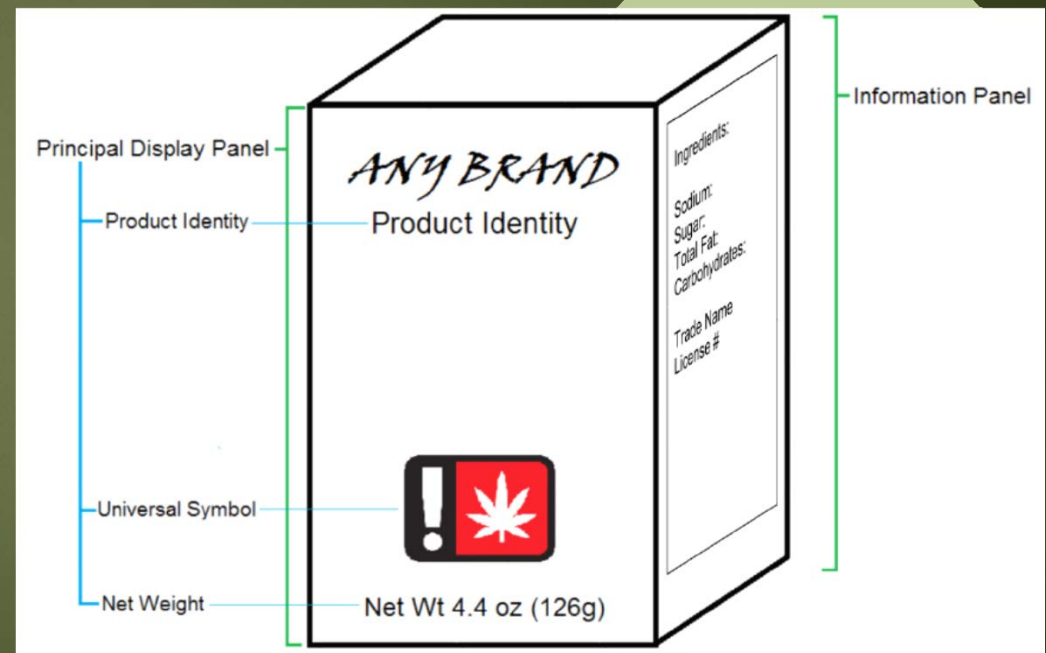 Information Panel
Principal Display Panel
ANY BRAND
Product Identity
Product Identity
Universal Symbol
Net Weight
Net Wt 4.4 oz (126g)
Ingredients:
Sodium:
Sugar:
Total Fat:
Carbohydrates:
Trade Name
License #